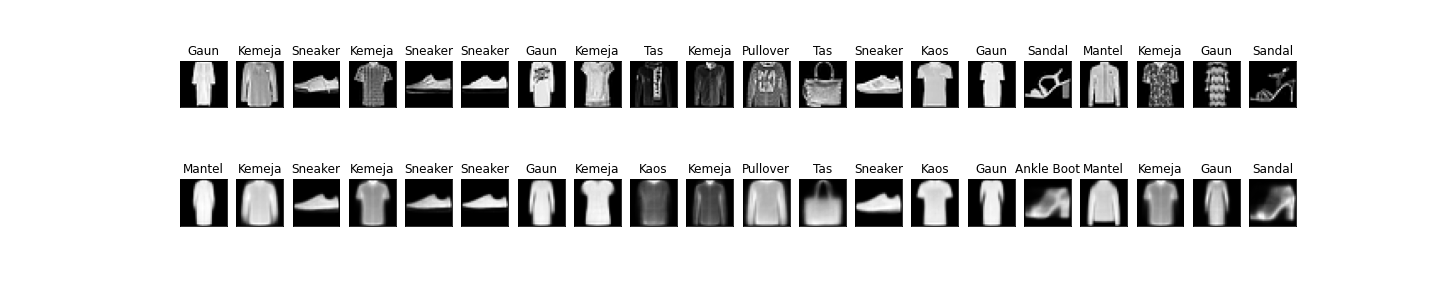 Gaun Kemeja Sneaker Kemeja Sneaker Sneaker Gaun Kemeja Tas Kemeja Pullover Tas Sneaker Kaos Gaun Sandal Mantel Kemeja Gaun Sandal
Mantel Kemeja Sneaker Kemeja Sneaker Sneaker Gaun Kemeja Kaos Kemeja Pullover Tas Sneaker Kaos Gaun Ankle Boot Mantel Kemeja Gaun Sandal